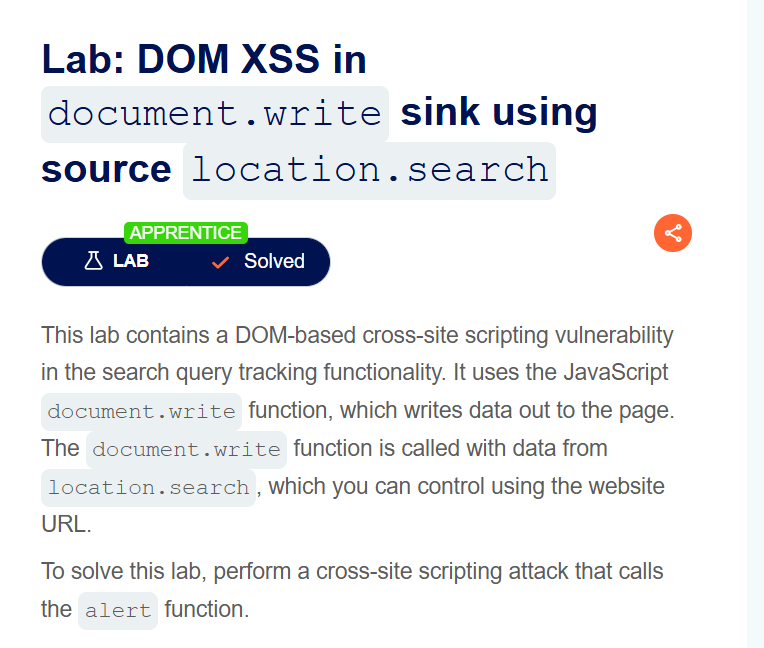 Lab: DOM XSS in
document.write sink using
source location.search
APPRENTICE
LAB Solved
This lab contains a DOM-based cross-site scripting vulnerability
in the search query tracking functionality. It uses the JavaScript
document.write function, which writes data out to the page.
The document.write function is called with data from
location.search, which you can control using the website
URL.
To solve this lab, perform a cross-site scripting attack that calls
the alert function.